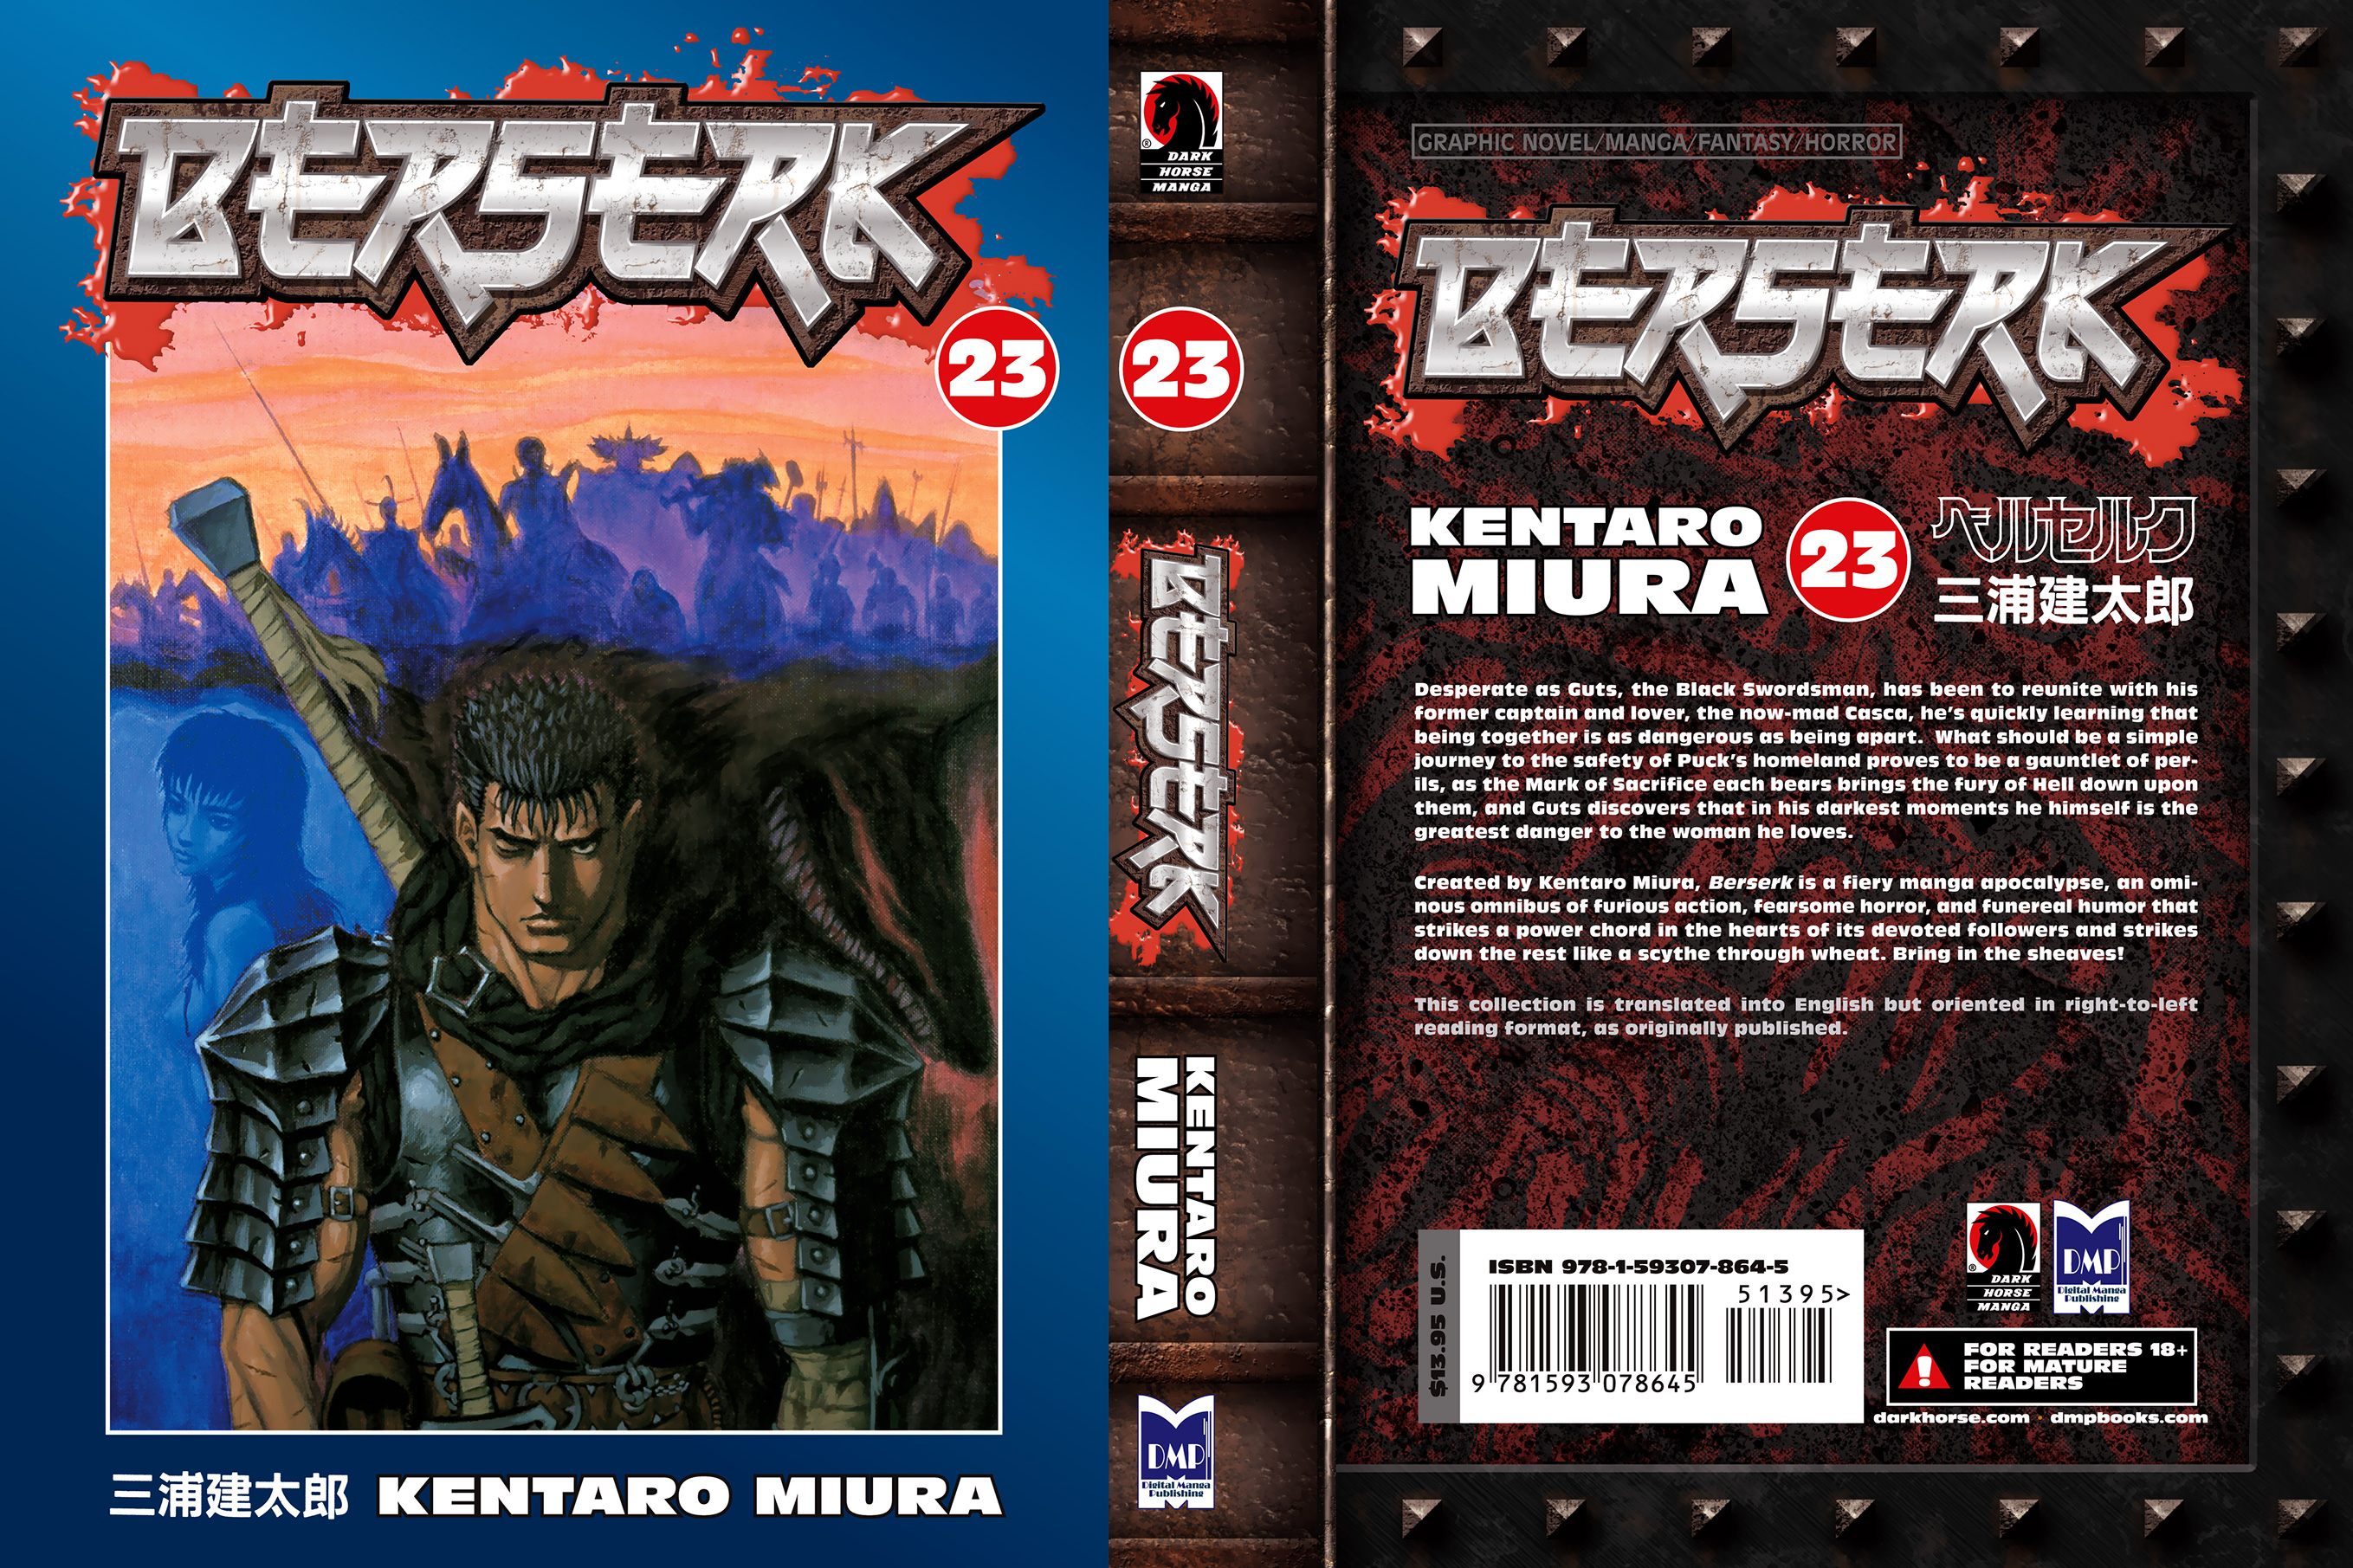 BERSERK
23
三浦建太郎 KENTARO MIURA
DARK
HORSE
MANGA
23
BERSERK
KENTARO
MIURA
DMP
Digital Manga
Publishing
GRAPHIC NOVEL/MANGA/FANTASY/HORROR
BERSERK
KENTARO
MIURA
23
ベルセルク
三浦建太郎
Desperate as Guts, the Black Swordsman, has been to reunite with his
former captain and lover, the now-mad Casca, he's quickly learning that
being together is as dangerous as being apart. What should be a simple
journey to the safety of Puck's homeland proves to be a gauntlet of per-
ils, as the Mark of Sacrifice each bears brings the fury of Hell down upon
them, and Guts discovers that in his darkest moments he himself is the
greatest danger to the woman he loves.
Created by Kentaro Miura, Berserk is a fiery manga apocalypse, an omi-
nous omnibus of furious action, fearsome horror, and funereal humor that
strikes a power chord in the hearts of its devoted followers and strikes
down the rest like a scythe through wheat. Bring in the sheaves!
This collection is translated into English but oriented in right-to-left
reading format, as originally published.
$13.95 U.S.
ISBN 978-1-59307-864-5
51395>
9 781593 078645
®
DARK
HORSE
MANGA
DMP
Digital Manga
Publishing
! FOR READERS 18+
FOR MATURE
READERS
darkhorse.com · dmpbooks.com